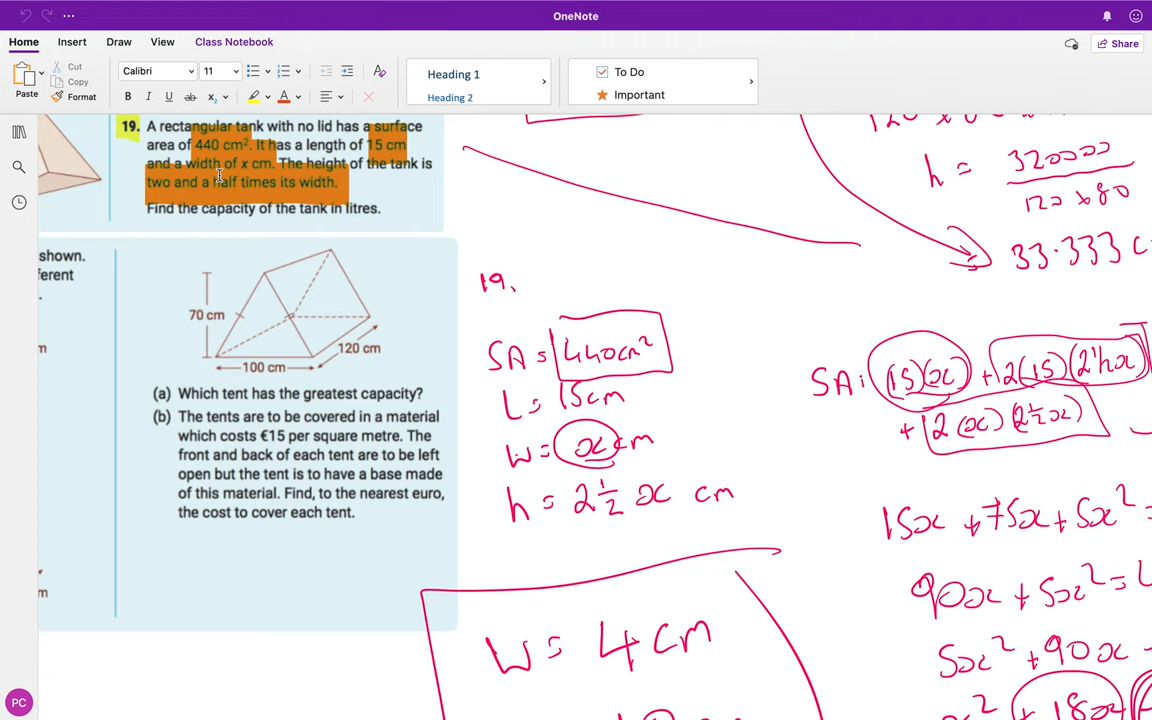 OneNote
Home Insert Draw View Class Notebook
Share
Paste
Cut
Copy
Format
Calibri 11
B I U ab x₂ A
Heading 1
Heading 2
To Do
Important
19. A rectangular tank with no lid has a surface
area of 440 cm². It has a length of 15 cm
and a width of x cm. The height of the tank is
two and a half times its width.
Find the capacity of the tank in litres.
shown.
ferent
m
m
70 cm
100 cm
120 cm
(a) Which tent has the greatest capacity?
(b) The tents are to be covered in a material
which costs €15 per square metre. The
front and back of each tent are to be left
open but the tent is to have a base made
of this material. Find, to the nearest euro,
the cost to cover each tent.
h = 320000
120 x 80
33.333 c
19.
SA = 440cm²
L = 15cm
W = x cm
h = 2½ x cm
SA: (15)(x) + 2(15)(2½x)
+ 2(x)(2½x)
15x + 75x + 5x² =
90x + 5x² = 4
5x² + 90x -
x² + 18x
W = 4cm
PC